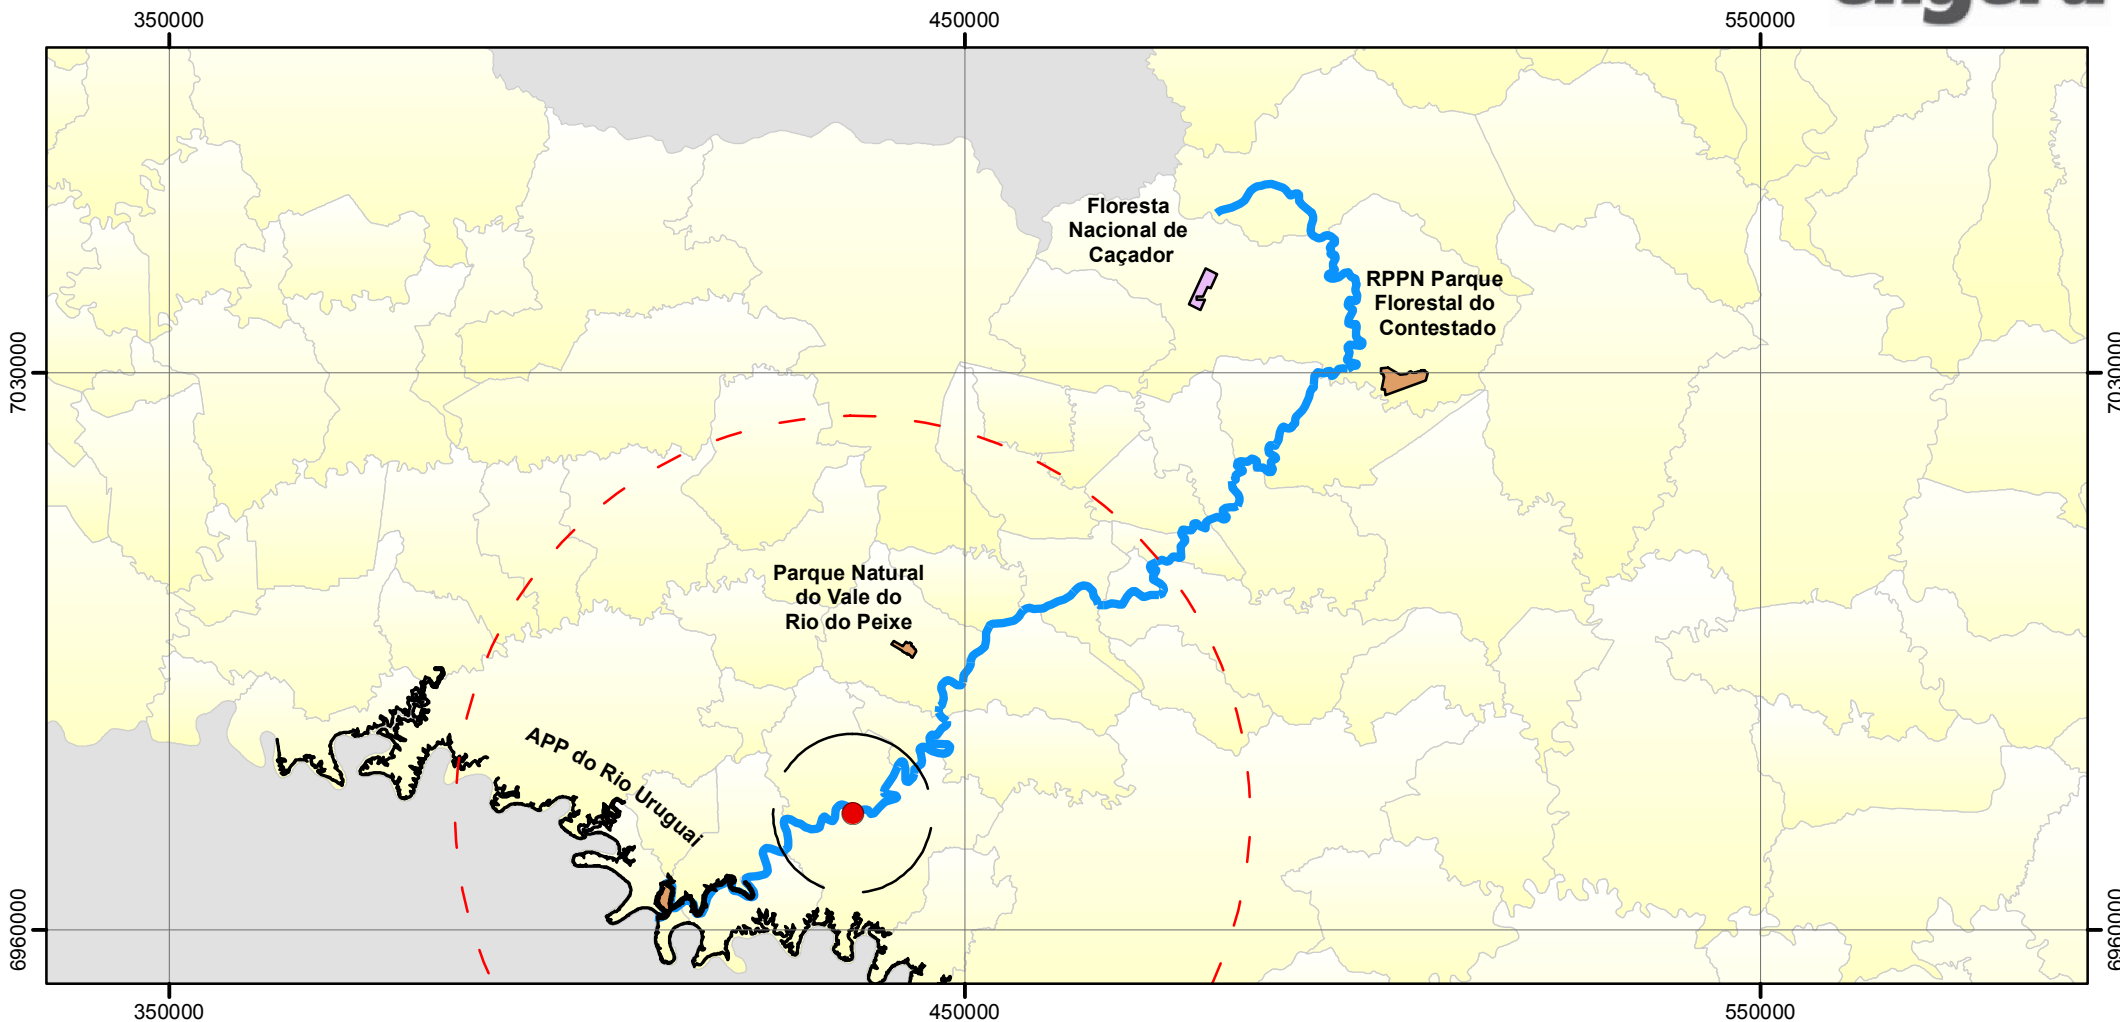 350000
450000
550000
Floresta
Nacional de
Caçador
RPPN Parque
Florestal do
Contestado
7030000
7030000
Parque Natural
do Vale do
Rio do Peixe
APP do Rio Uruguai
6960000
6960000
350000
450000
550000